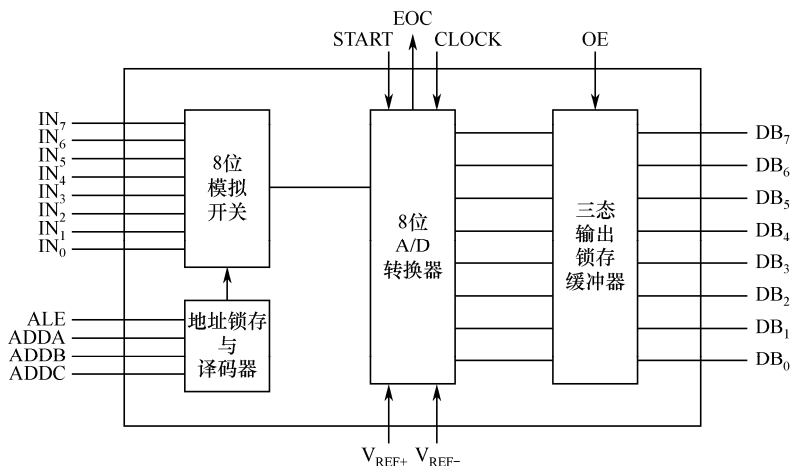 EOC
START
CLOCK
OE
IN₇
IN₆
IN₅
IN₄
IN₃
IN₂
IN₁
IN₀
8位
模拟
开关
ALE
ADDA
ADDB
ADDC
地址锁存
与
译码器
8位
A/D
转换器
三态
输出
锁存
缓冲器
DB₇
DB₆
DB₅
DB₄
DB₃
DB₂
DB₁
DB₀
V_REF+
V_REF−